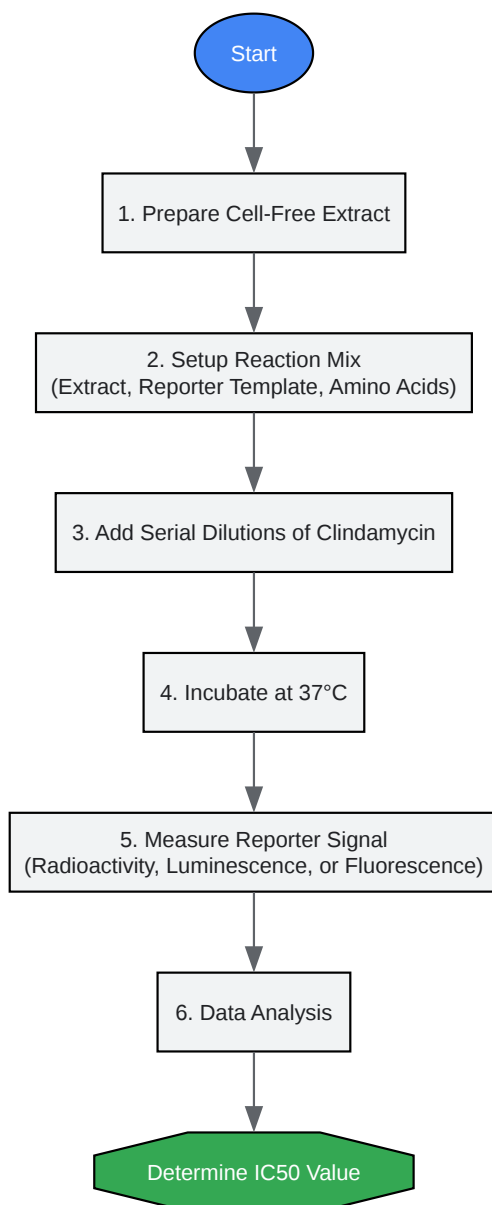 Start
1. Prepare Cell-Free Extract
2. Setup Reaction Mix
(Extract, Reporter Template, Amino Acids)
3. Add Serial Dilutions of Clindamycin
4. Incubate at 37°C
5. Measure Reporter Signal
(Radioactivity, Luminescence, or Fluorescence)
6. Data Analysis
Determine IC50 Value